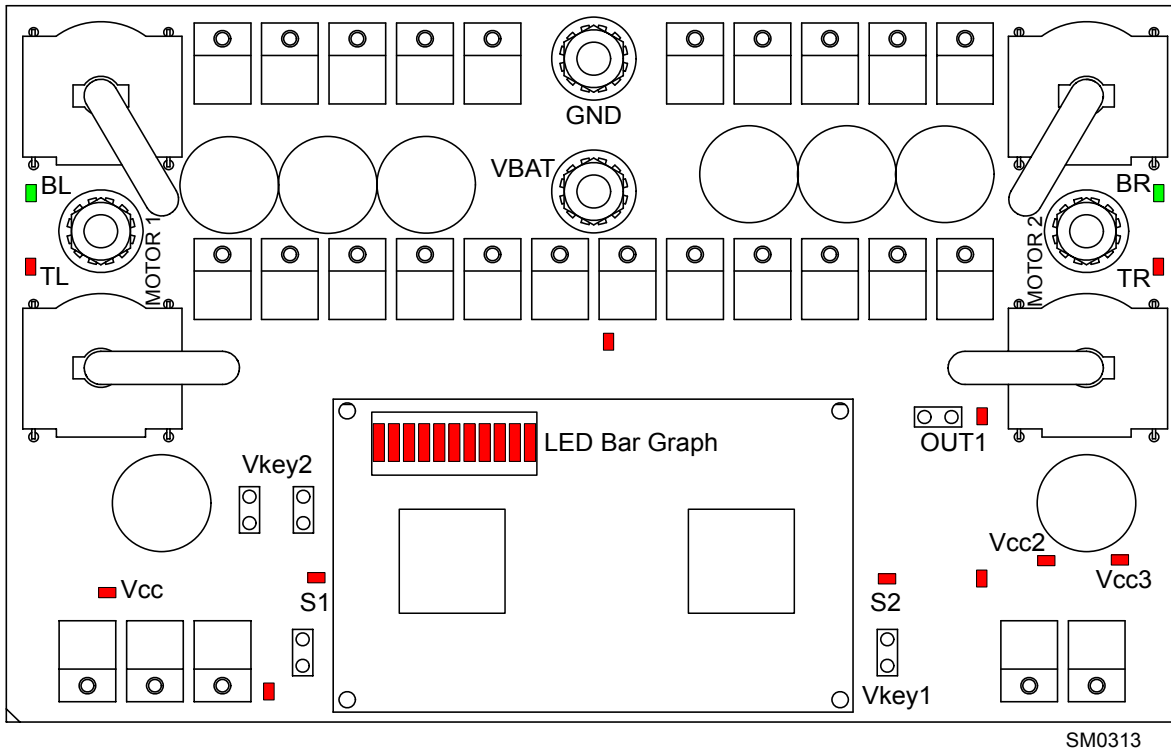 GND
VBAT
BL
BR
MOTOR 1
MOTOR 2
TL
TR
LED Bar Graph
OUT1
Vkey2
Vcc2
Vcc3
Vcc
S1
S2
Vkey1
SM0313